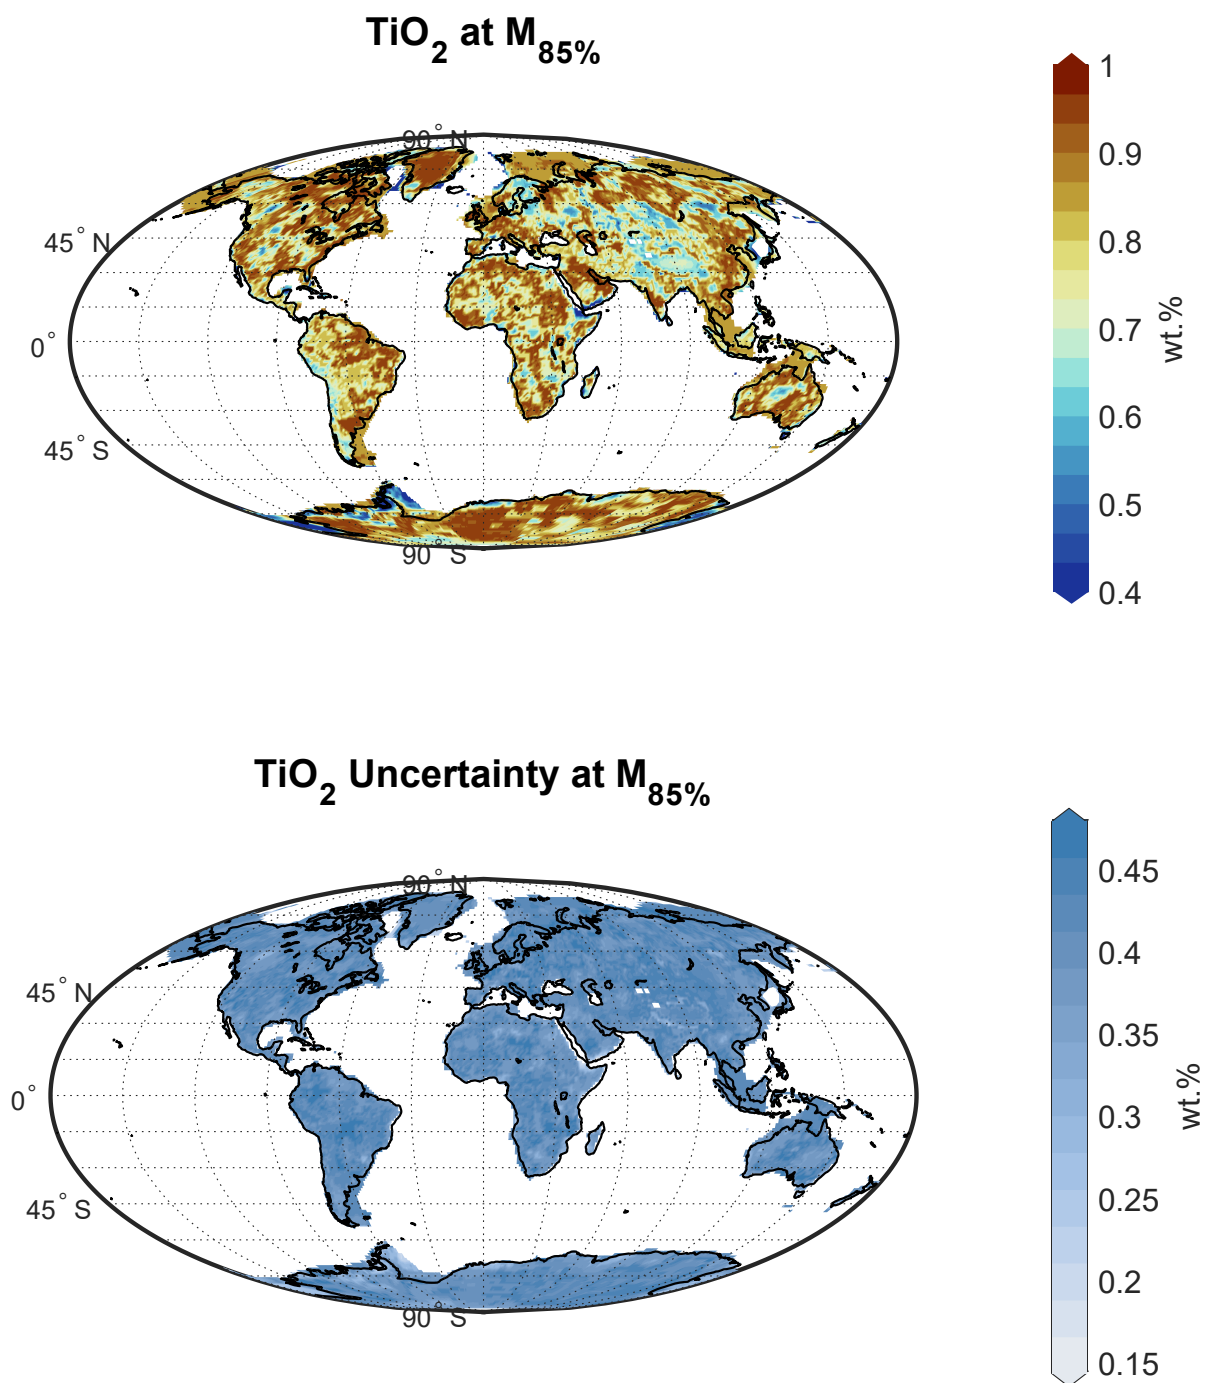 TiO2 at M85%
90° N
45° N
0°
45° S
90° S
1
0.9
0.8
0.7
0.6
0.5
0.4
wt.%
TiO2 Uncertainty at M85%
90° N
45° N
0°
45° S
90° S
0.45
0.4
0.35
0.3
0.25
0.2
0.15
wt.%